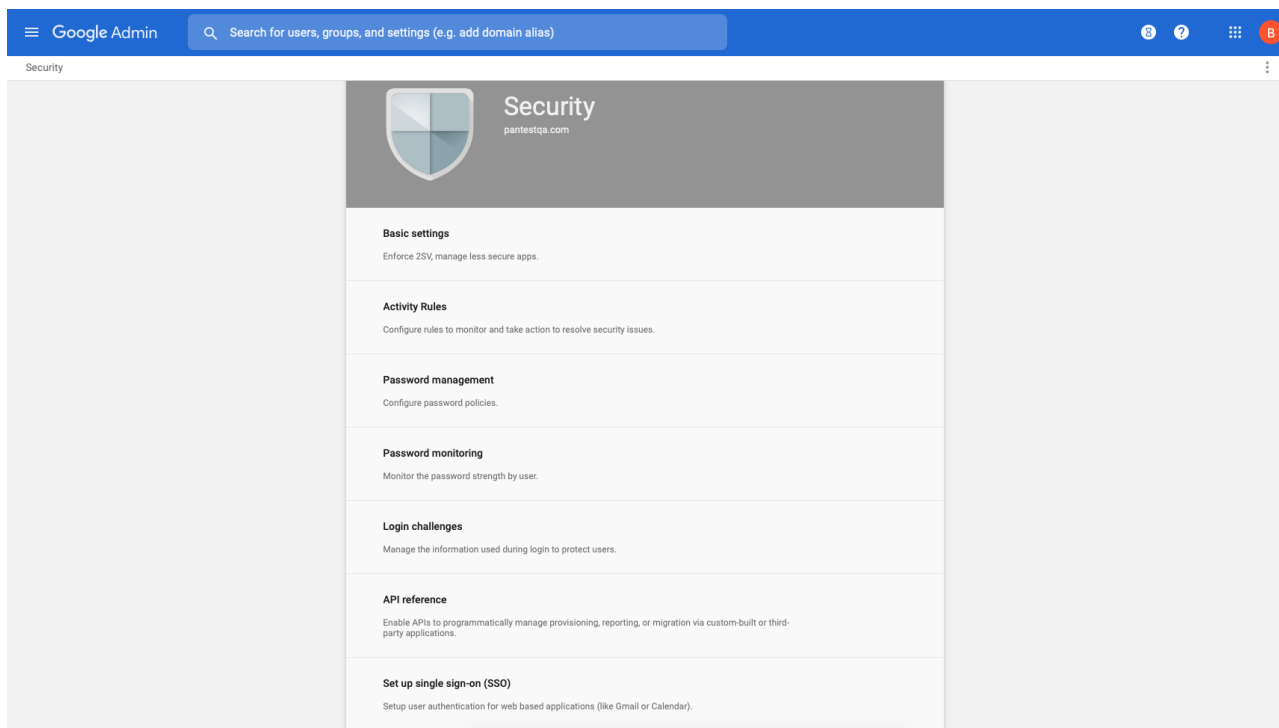 Google Admin
Search for users, groups, and settings (e.g. add domain alias)
8
?
B
Security
Security
pantestqa.com
Basic settings
Enforce 2SV, manage less secure apps.
Activity Rules
Configure rules to monitor and take action to resolve security issues.
Password management
Configure password policies.
Password monitoring
Monitor the password strength by user.
Login challenges
Manage the information used during login to protect users.
API reference
Enable APIs to programmatically manage provisioning, reporting, or migration via custom-built or third-
party applications.
Set up single sign-on (SSO)
Setup user authentication for web based applications (like Gmail or Calendar).